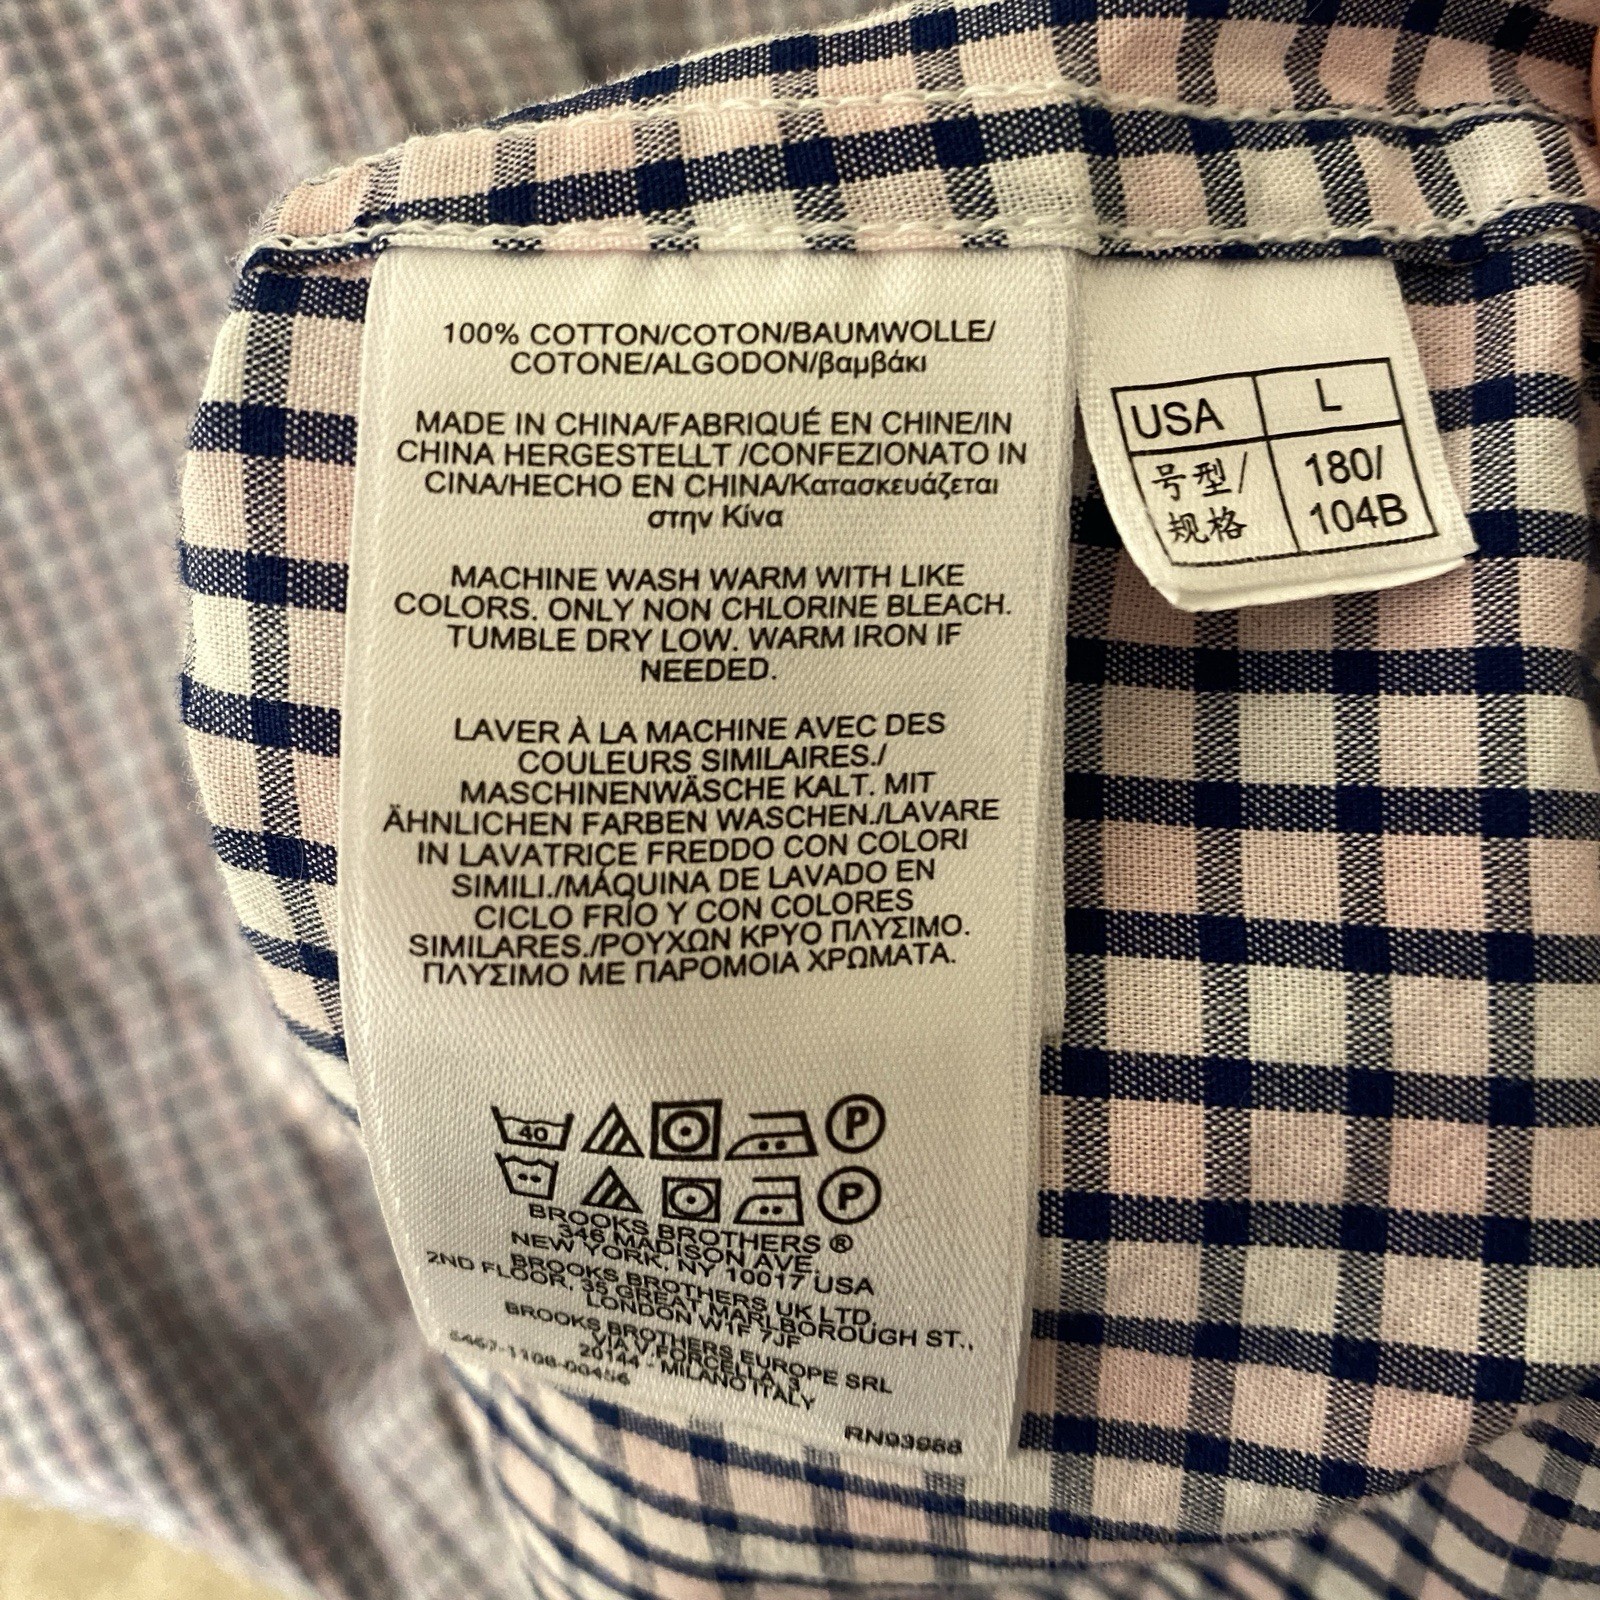 100% COTTON/COTON/BAUMWOLLE/
COTONE/ALGODON/βαμβάκι
MADE IN CHINA/FABRIQUÉ EN CHINE/IN
CHINA HERGESTELLT /CONFEZIONATO IN
CINA/HECHO EN CHINA/Κατασκευάζεται
στην Κίνα
MACHINE WASH WARM WITH LIKE
COLORS. ONLY NON CHLORINE BLEACH.
TUMBLE DRY LOW. WARM IRON IF
NEEDED.
LAVER À LA MACHINE AVEC DES
COULEURS SIMILAIRES./
MASCHINENWÄSCHE KALT. MIT
ÄHNLICHEN FARBEN WASCHEN./LAVARE
IN LAVATRICE FREDDO CON COLORI
SIMILI./MÁQUINA DE LAVADO EN
CICLO FRÍO Y CON COLORES
SIMILARES./ΡΟΥΧΩΝ ΚΡΥΟ ΠΛΥΣΙΜΟ.
ΠΛΥΣΙΜΟ ΜΕ ΠΑΡΟΜΟΙΑ ΧΡΩΜΑΤΑ.
40 P
P
BROOKS BROTHERS ®
346 MADISON AVE.
NEW YORK, NY 10017 USA
BROOKS BROTHERS UK LTD.
2ND FLOOR, 35 GREAT MARLBOROUGH ST.,
LONDON W1F 7JF
BROOKS BROTHERS EUROPE SRL
VIA V.FORCELLA, 3
20144 - MILANO ITALY
RN93988
USA L
号型/ 180/
规格 104B